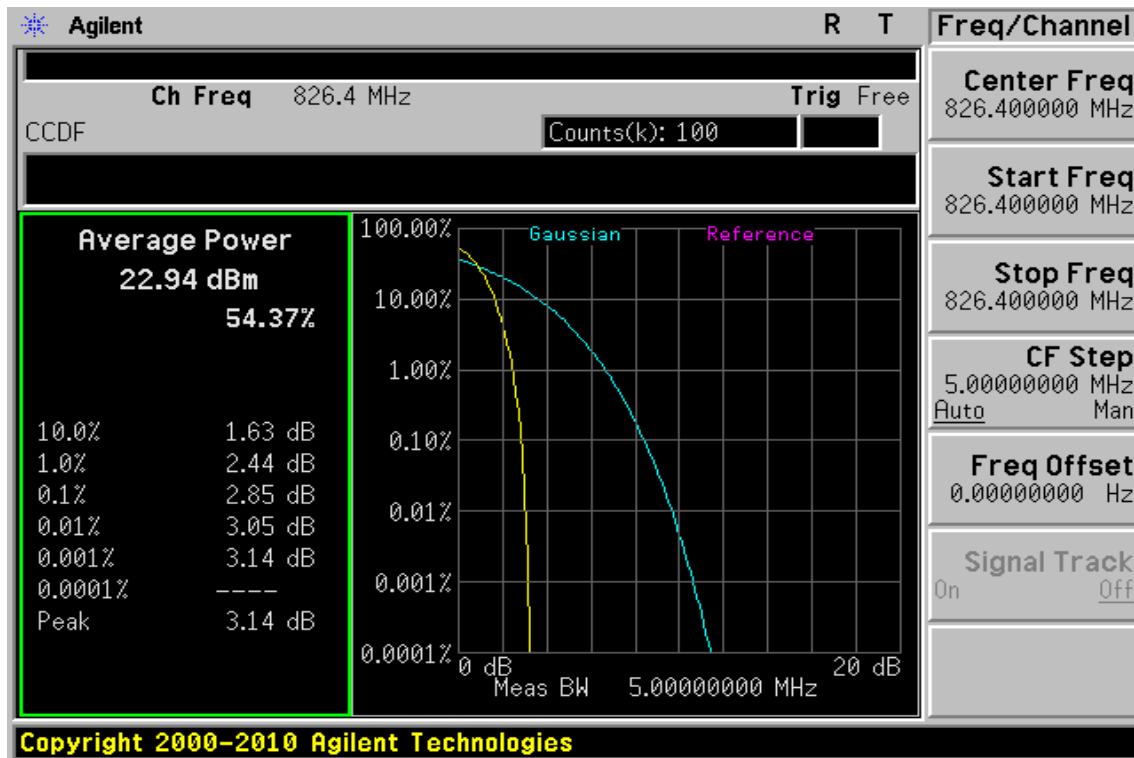 Agilent R T
Ch Freq 826.4 MHz Trig Free
CCDF Counts(k): 100
Average Power
22.94 dBm
54.37%
10.0% 1.63 dB
1.0% 2.44 dB
0.1% 2.85 dB
0.01% 3.05 dB
0.001% 3.14 dB
0.0001% ----
Peak 3.14 dB
Gaussian Reference
100.00%
10.00%
1.00%
0.10%
0.01%
0.001%
0.0001%
0 dB 20 dB
Meas BW 5.00000000 MHz
Freq/Channel
Center Freq
826.400000 MHz
Start Freq
826.400000 MHz
Stop Freq
826.400000 MHz
CF Step
5.00000000 MHz
Auto Man
Freq Offset
0.00000000 Hz
Signal Track
On Off
Copyright 2000-2010 Agilent Technologies